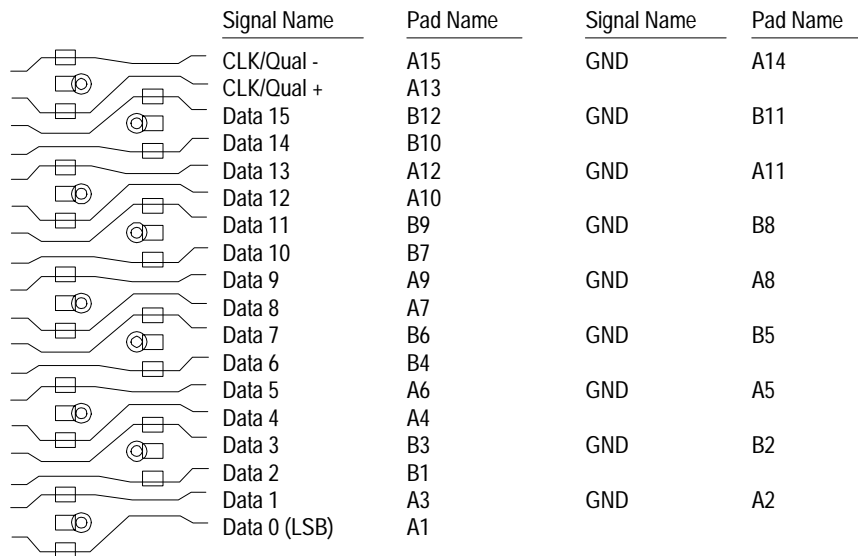 Signal Name Pad Name Signal Name Pad Name
CLK/Qual - A15 GND A14
CLK/Qual + A13
Data 15 B12 GND B11
Data 14 B10
Data 13 A12 GND A11
Data 12 A10
Data 11 B9 GND B8
Data 10 B7
Data 9 A9 GND A8
Data 8 A7
Data 7 B6 GND B5
Data 6 B4
Data 5 A6 GND A5
Data 4 A4
Data 3 B3 GND B2
Data 2 B1
Data 1 A3 GND A2
Data 0 (LSB) A1